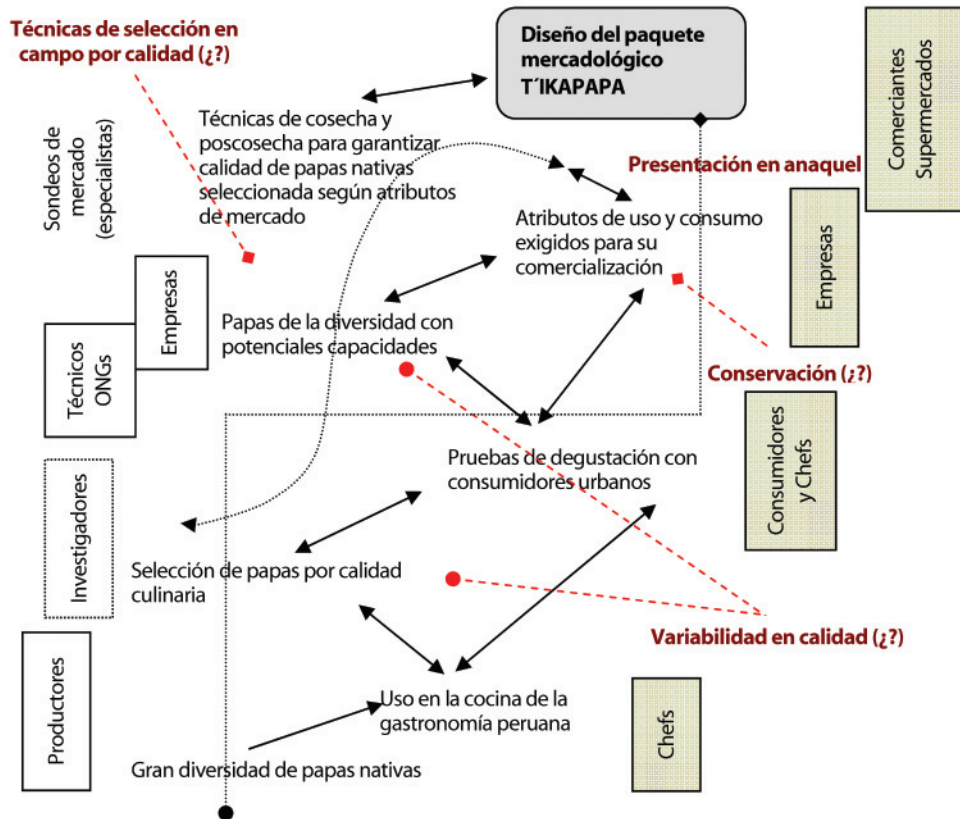 Técnicas de selección en
campo por calidad (¿?)
Diseño del paquete
mercadológico
T´IKAPAPA
Comerciantes
Supermercados
Sondeos de
mercado
(especialistas)
Técnicas de cosecha y
poscosecha para garantizar
calidad de papas nativas
seleccionada según atributos
de mercado
Presentación en anaquel
Atributos de uso y consumo
exigidos para su
comercialización
Empresas
Empresas
Técnicos
ONGs
Papas de la diversidad con
potenciales capacidades
Conservación (¿?)
Pruebas de degustación con
consumidores urbanos
Consumidores
y Chefs
Investigadores
Selección de papas por calidad
culinaria
Variabilidad en calidad (¿?)
Productores
Uso en la cocina de la
gastronomía peruana
Chefs
Gran diversidad de papas nativas